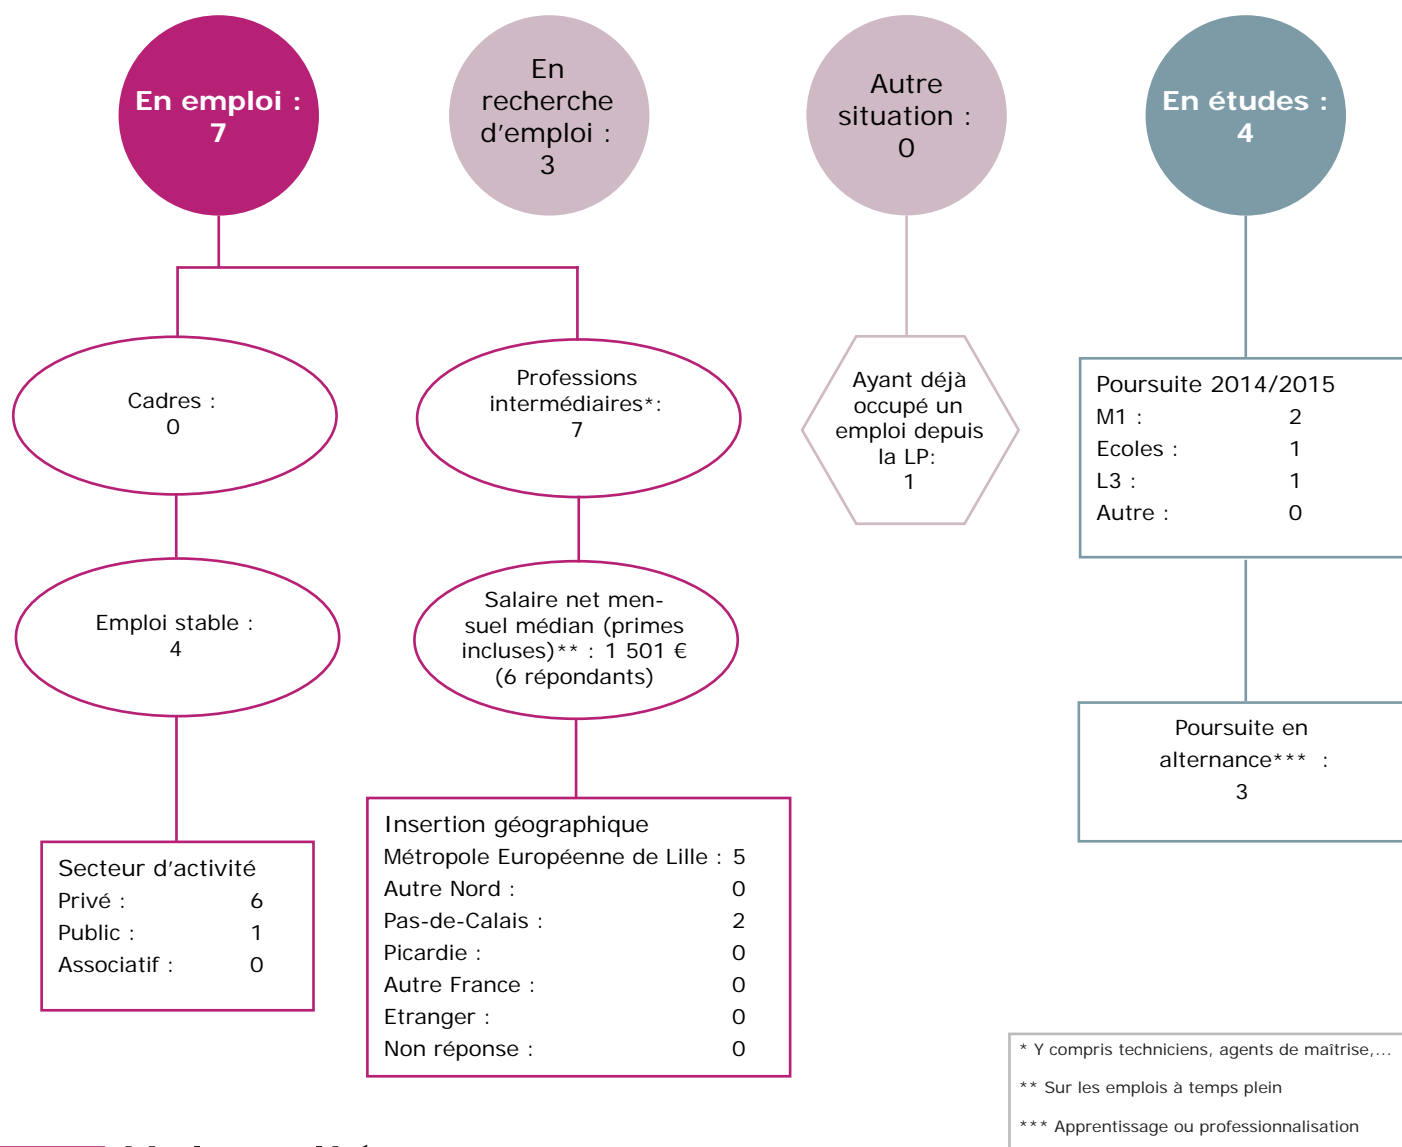 En emploi :
7
En
recherche
d'emploi :
3
Autre
situation :
0
En études :
4
Cadres :
0
Professions
intermédiaires*:
7
Ayant déjà
occupé un
emploi depuis
la LP:
1
Poursuite 2014/2015
M1 : 2
Ecoles : 1
L3 : 1
Autre : 0
Emploi stable :
4
Salaire net men-
suel médian (primes
incluses)** : 1 501 €
(6 répondants)
Poursuite en
alternance*** :
3
Secteur d'activité
Privé : 6
Public : 1
Associatif : 0
Insertion géographique
Métropole Européenne de Lille : 5
Autre Nord : 0
Pas-de-Calais : 2
Picardie : 0
Autre France : 0
Etranger : 0
Non réponse : 0
* Y compris techniciens, agents de maîtrise,...
** Sur les emplois à temps plein
*** Apprentissage ou professionnalisation